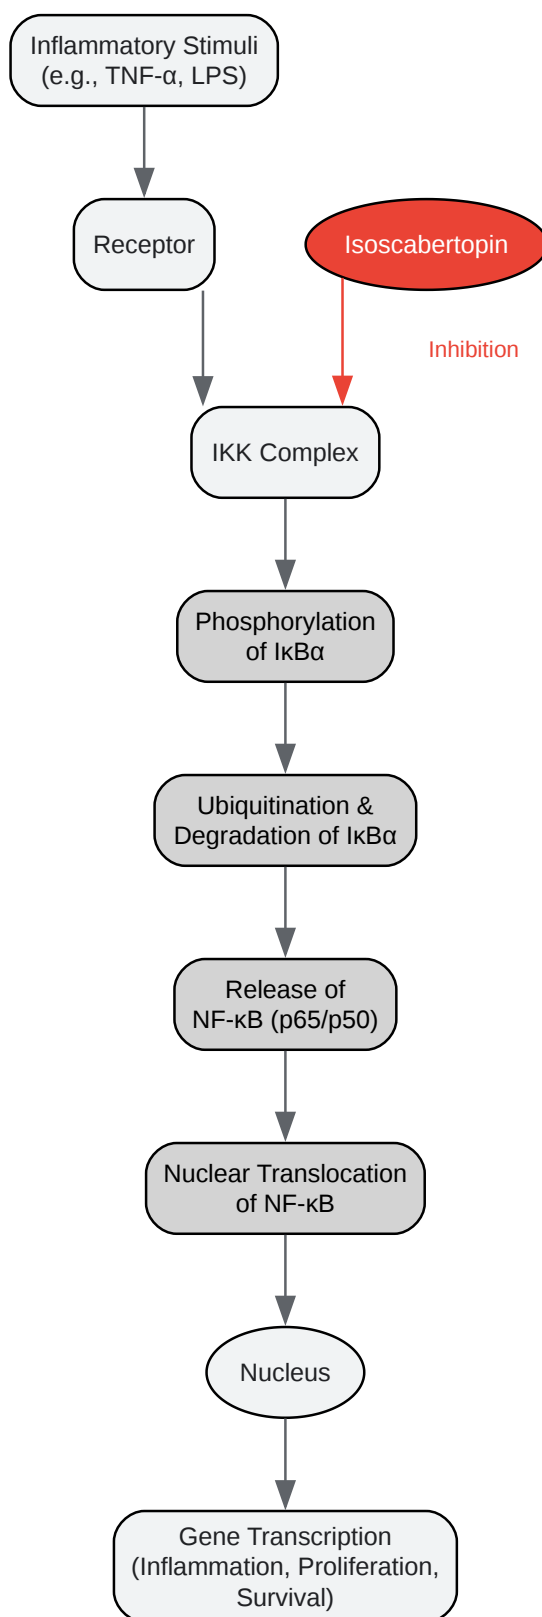 Inflammatory Stimuli
(e.g., TNF-α, LPS)
Receptor
Isoscabertopin
Inhibition
IKK Complex
Phosphorylation
of IκBα
Ubiquitination &
Degradation of IκBα
Release of
NF-κB (p65/p50)
Nuclear Translocation
of NF-κB
Nucleus
Gene Transcription
(Inflammation, Proliferation,
Survival)